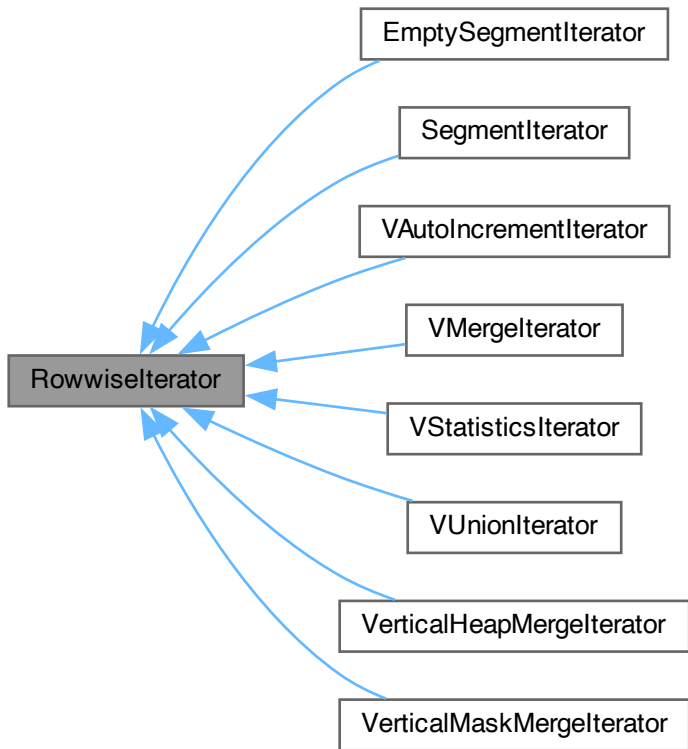 EmptySegmentIterator
SegmentIterator
VAutoIncrementIterator
VMergeIterator
RowwiseIterator
VStatisticsIterator
VUnionIterator
VerticalHeapMergeIterator
VerticalMaskMergeIterator